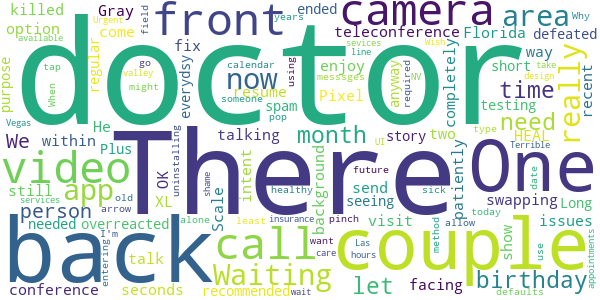 killed Gray front camera area Florida
option come teleconference ended defeated
purpose regular everydsy fix spam enjoy Pixel way short recent
field years using calendar line available Why
Urgent tap When go might someone pop messsges required NV wish take design
Vegas valley sevices
doctor now resume anyway completely time really
We He within talking month testing need HEAL
Plus story two type UI Terrible
There One
video OK XL uninstalling shame intent send patiently swapping
still app person Scale background seeing Long
back call couple
needed overreacted alone healthy future sick visit issues date
services old arrow I'm insurance pinch method allow today
Waiting let facing show birthday
conference seconds talk recommended least entering want care wait Las hours use defaults appointments